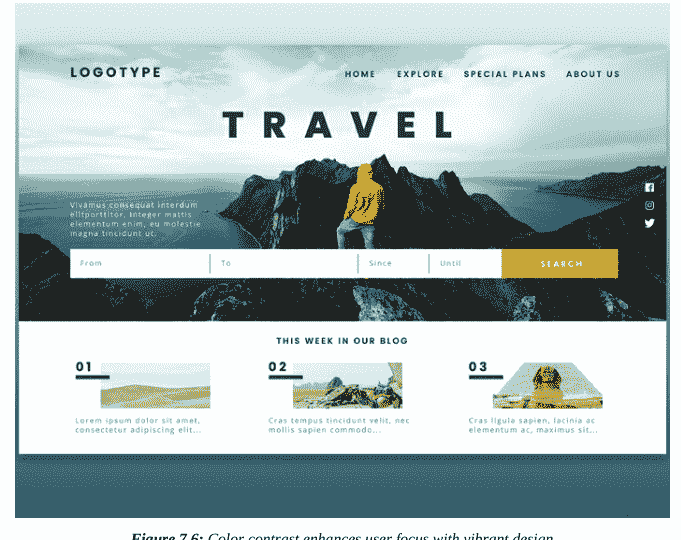 LOGOTYPE
HOME EXPLORE SPECIAL PLANS ABOUT US
TRAVEL
Vivamus consequat interdum
elitporttitor. Integer mattis
elementum enim, eu molestie
magna tincidunt ut.
From To Since Until SEARCH
THIS WEEK IN OUR BLOG
01
Lorem ipsum dolor sit amet,
consectetur adipiscing elit...
02
Cras tempus tincidunt velit, nec
mollis sapien commodo...
03
Cras ligula sapien, lacinia ac
elementum ac, maximus sit...
Figure 7.6: Color contrast enhances user focus with vibrant design